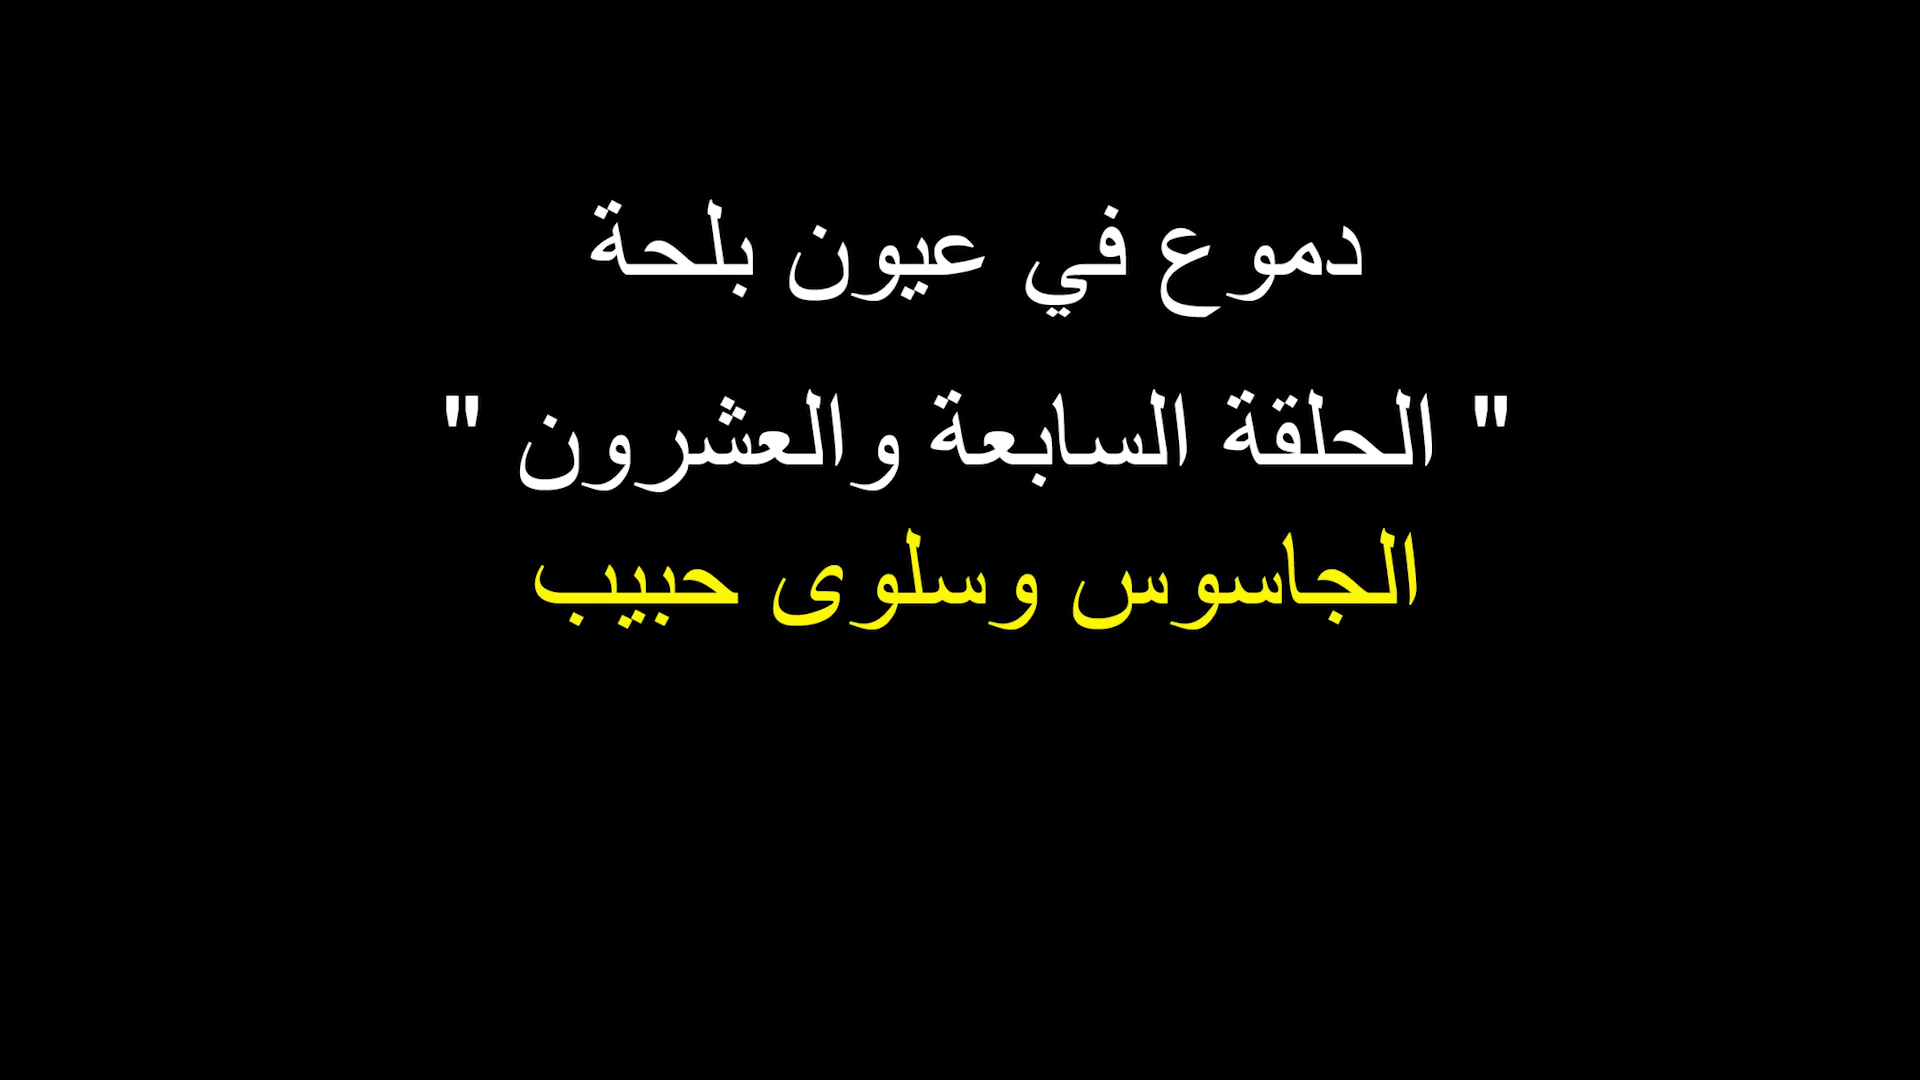 دموع في عيون بلحة
" الحلقة السابعة والعشرون "
الجاسوس وسلوى حبيب